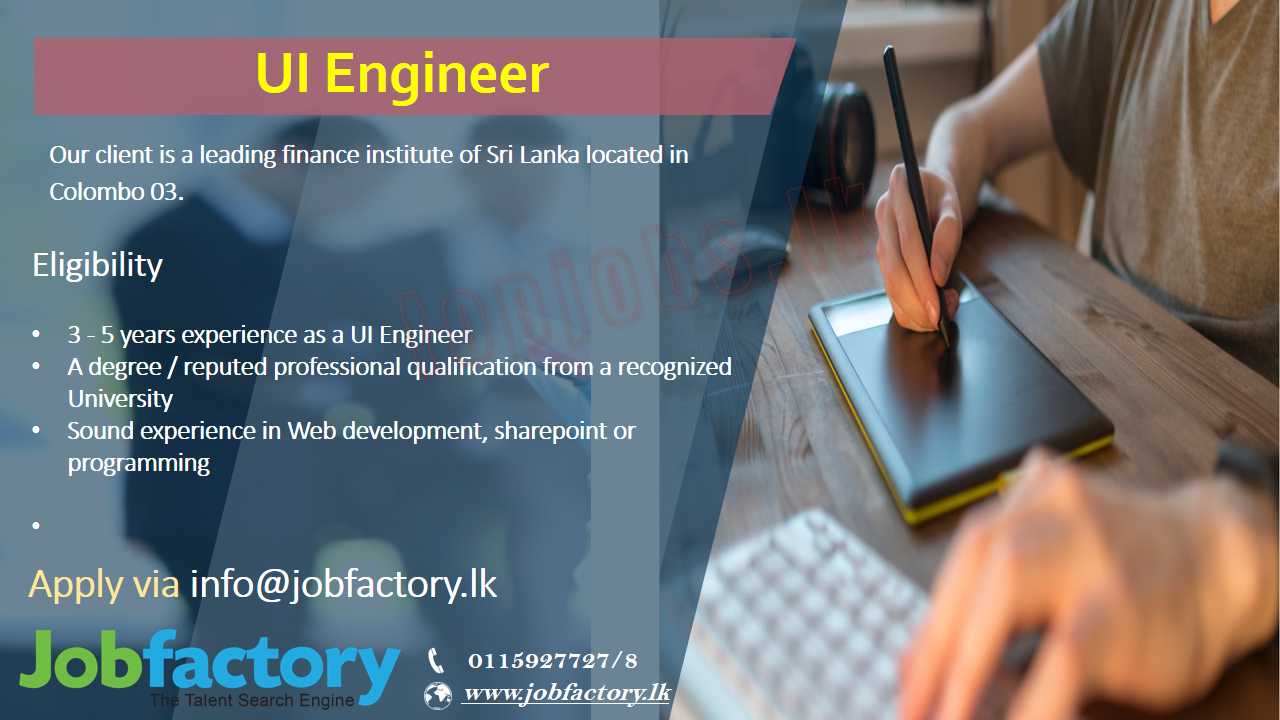 UI Engineer
Our client is a leading finance institute of Sri Lanka located in
Colombo 03.
Eligibility
• 3 - 5 years experience as a UI Engineer
• A degree / reputed professional qualification from a recognized
University
• Sound experience in Web development, sharepoint or
programming
•
Apply via info@jobfactory.lk
Jobfactory
The Talent Search Engine
0115927727/8
www.jobfactory.lk
topjobs.lk